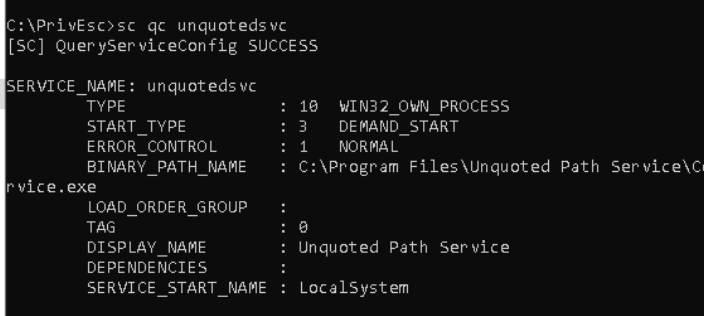 C:\PrivEsc>sc qc unquotedsvc
[SC] QueryServiceConfig SUCCESS
SERVICE_NAME: unquotedsvc
TYPE : 10 WIN32_OWN_PROCESS
START_TYPE : 3 DEMAND_START
ERROR_CONTROL : 1 NORMAL
BINARY_PATH_NAME : C:\Program Files\Unquoted Path Service\Co
rvice.exe
LOAD_ORDER_GROUP :
TAG : 0
DISPLAY_NAME : Unquoted Path Service
DEPENDENCIES :
SERVICE_START_NAME : LocalSystem